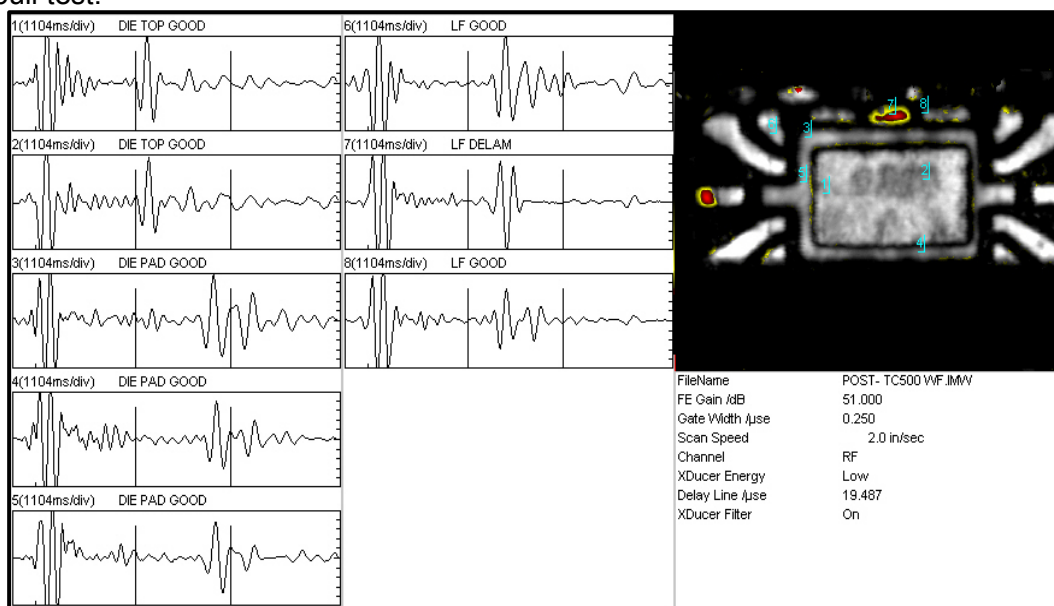 1(1104ms/div) DIE TOP GOOD
2(1104ms/div) DIE TOP GOOD
3(1104ms/div) DIE PAD GOOD
4(1104ms/div) DIE PAD GOOD
5(1104ms/div) DIE PAD GOOD
6(1104ms/div) LF GOOD
7(1104ms/div) LF DELAM
8(1104ms/div) LF GOOD
7 8
3
5 2
1
4
FileName POST- TC500 WF.IMW
FE Gain /dB 51.000
Gate Width /µse 0.250
Scan Speed 2.0 in/sec
Channel RF
XDucer Energy Low
Delay Line /µse 19.487
XDucer Filter On